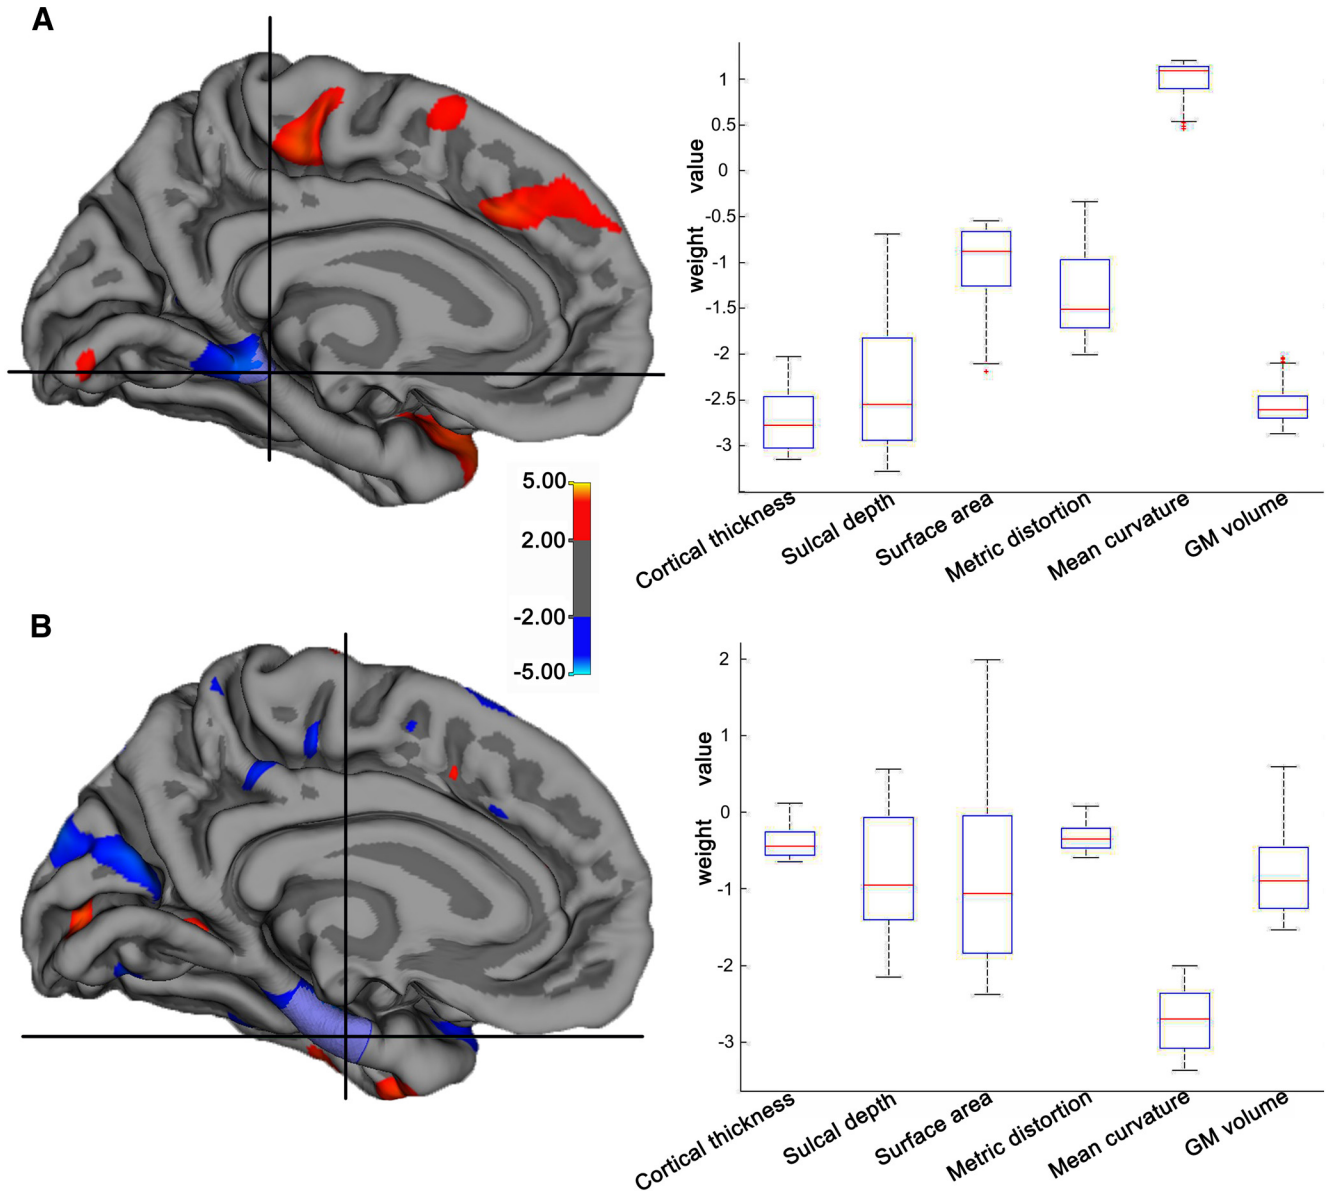 A
weight value
1
0.5
0
-0.5
-1
-1.5
-2
-2.5
-3
Cortical thickness
Sulcal depth
Surface area
Metric distortion
Mean curvature
GM volume
5.00
2.00
-2.00
-5.00
B
weight value
2
1
0
-1
-2
-3
Cortical thickness
Sulcal depth
Surface area
Metric distortion
Mean curvature
GM volume